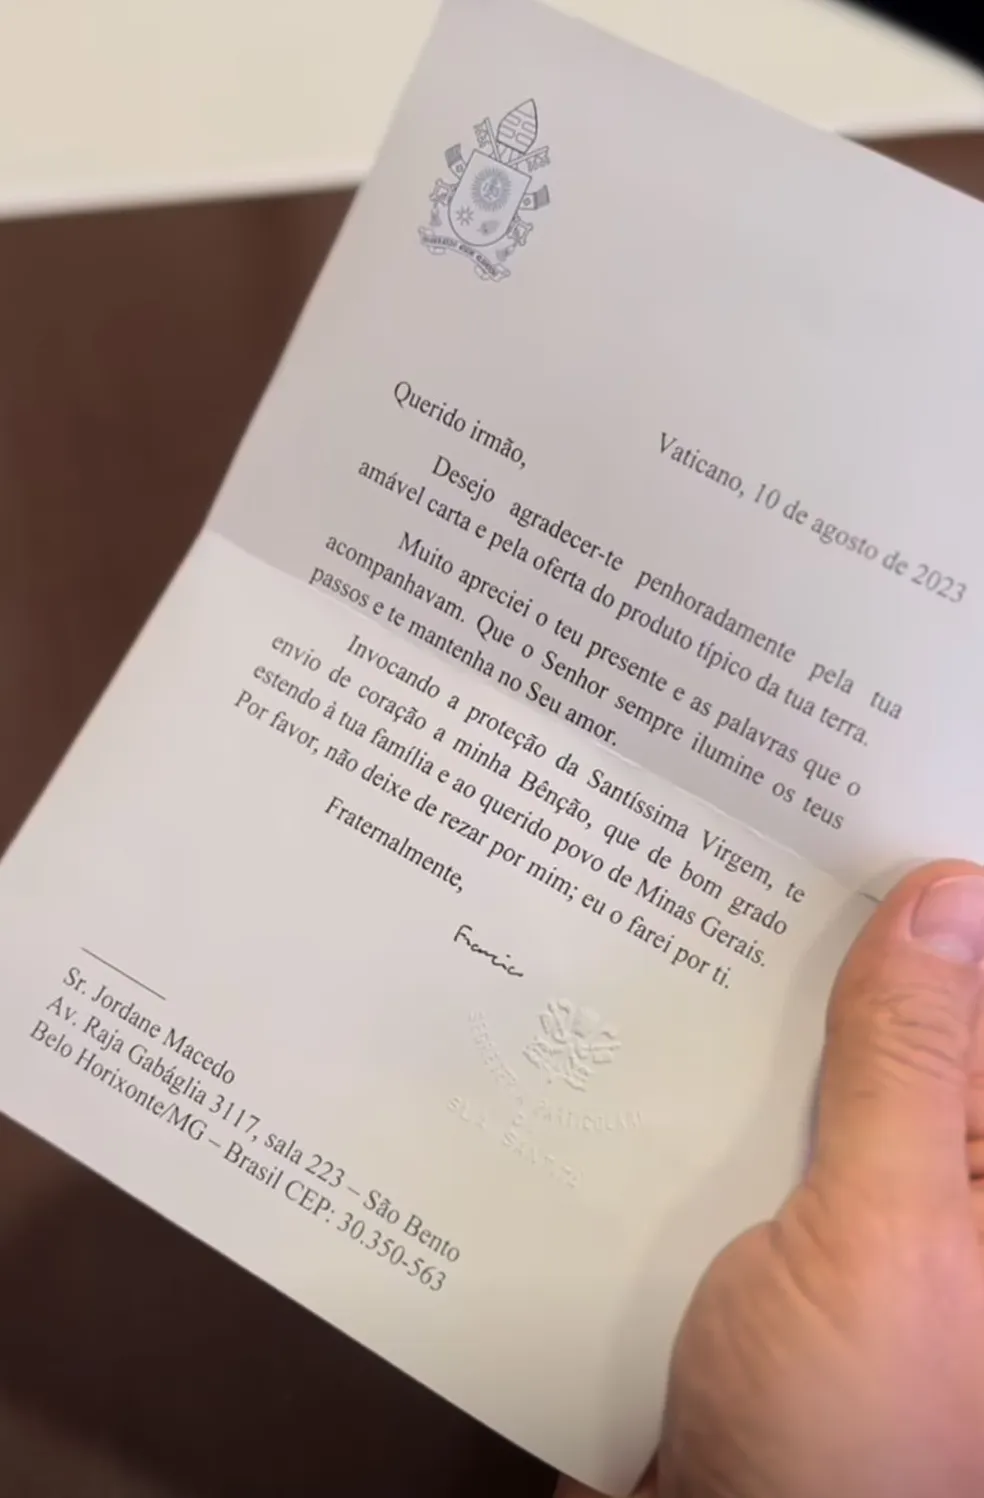 Vaticano, 10 de agosto de 2023
Querido irmão,
Desejo agradecer-te penhoradamente pela tua
amável carta e pela oferta do produto típico da tua terra.
Muito apreciei o teu presente e as palavras que o
acompanhavam. Que o Senhor sempre ilumine os teus
passos e te mantenha no Seu amor.
Invocando a proteção da Santíssima Virgem, te
envio de coração a minha Bênção, que de bom grado
estendo à tua família e ao querido povo de Minas Gerais.
Por favor, não deixe de rezar por mim; eu o farei por ti.
Fraternalmente,
Sr. Jordane Macedo
Av. Raja Gabáglia 3117, sala 223 – São Bento
Belo Horixonte/MG – Brasil CEP: 30.350-563